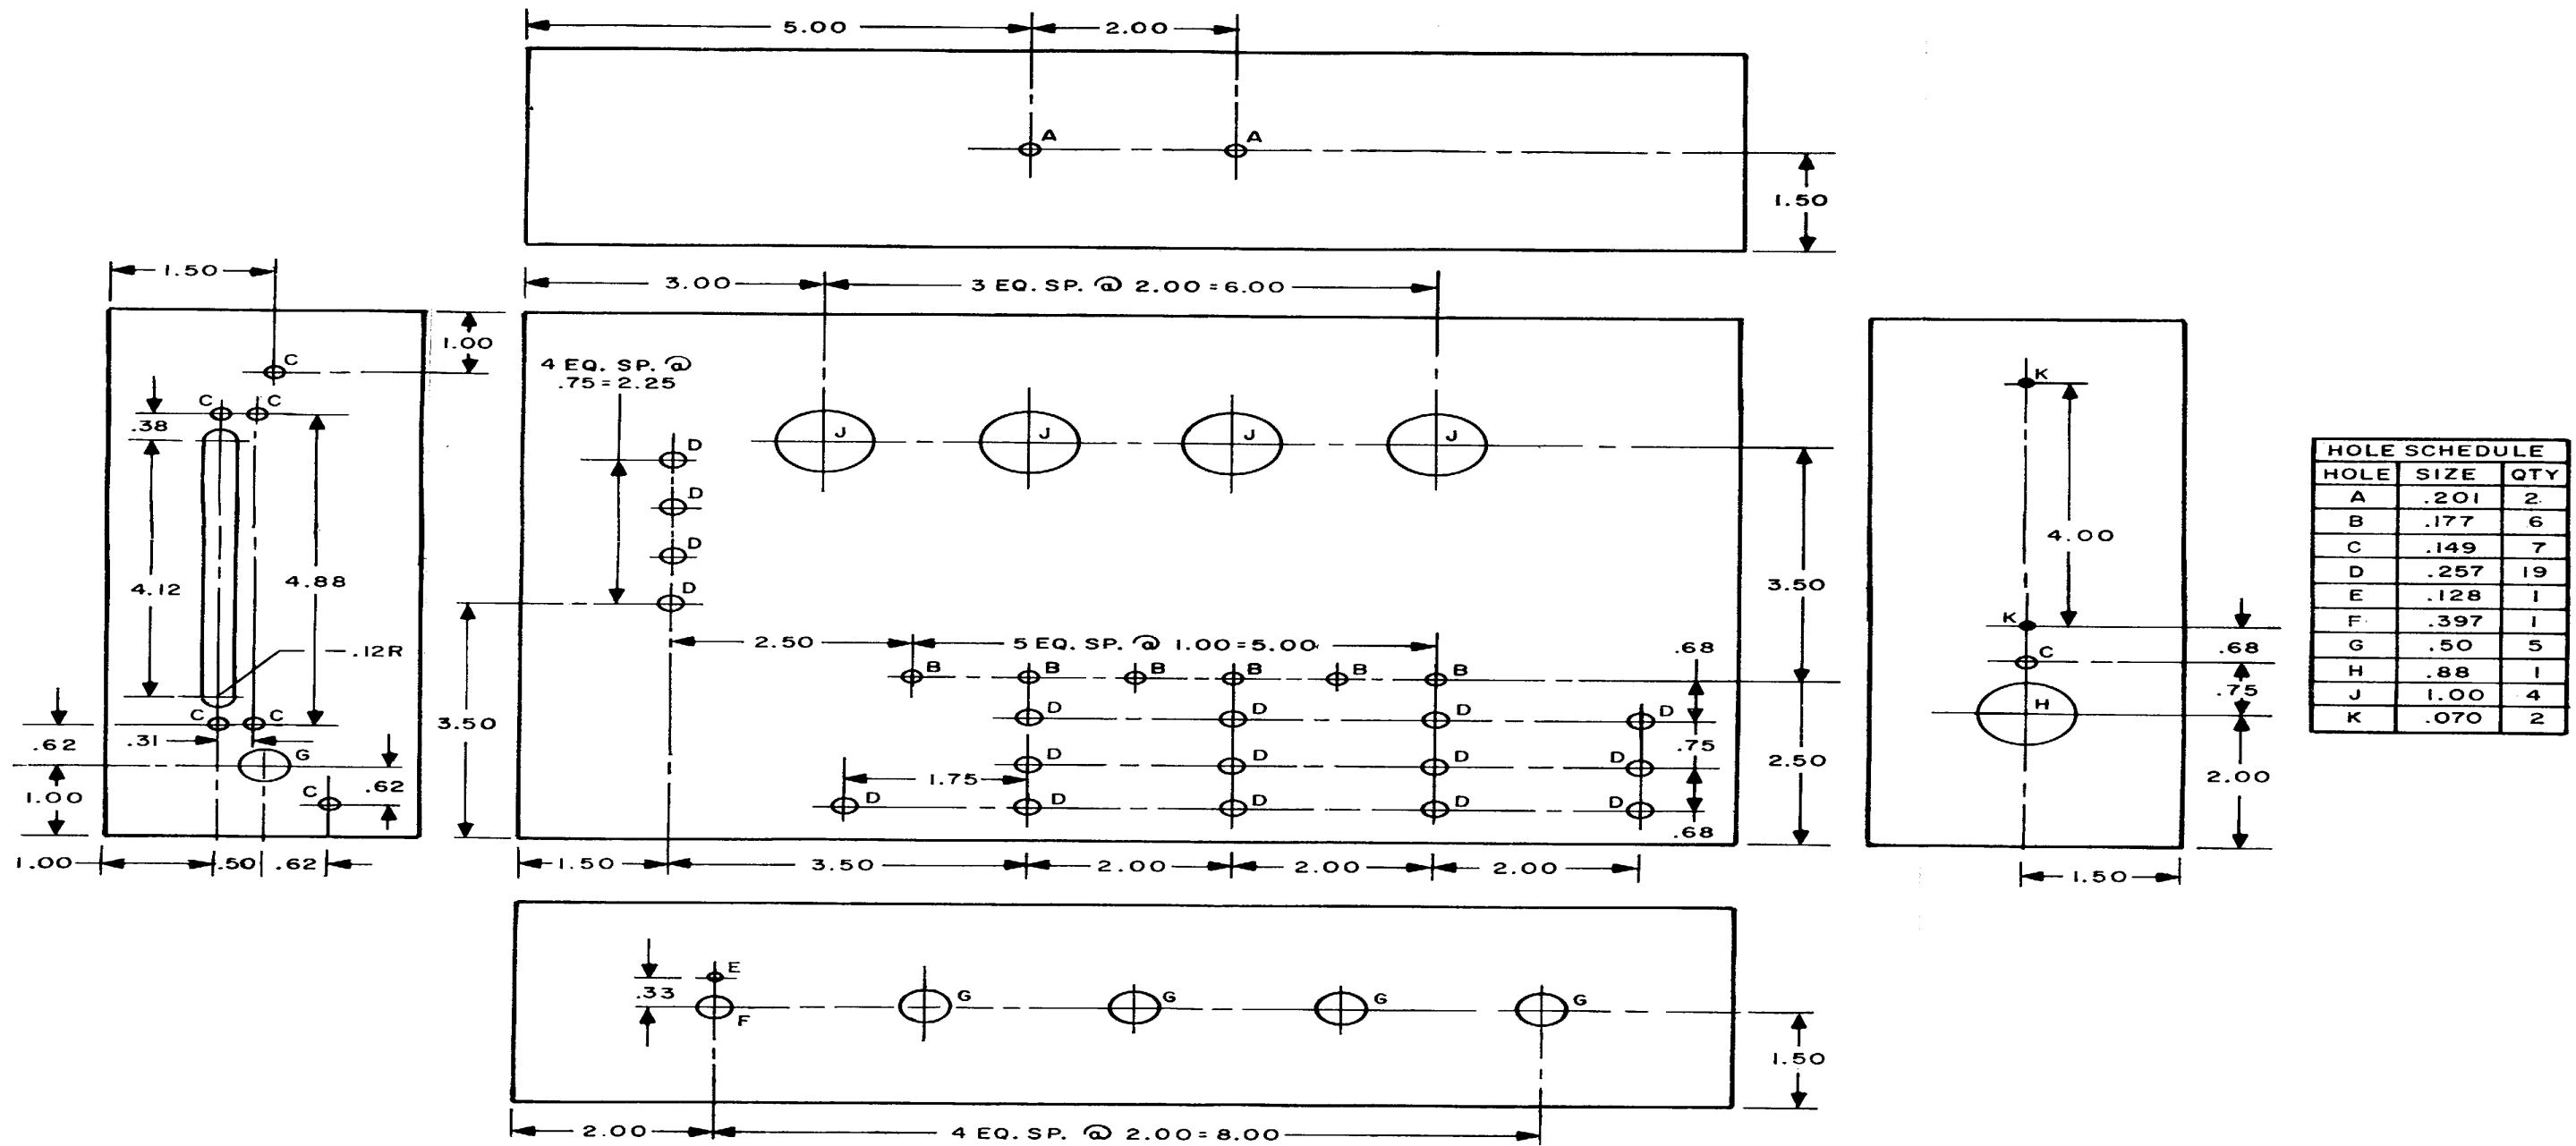 5.00
2.00
A
A
1.50
1.50
1.00
C
C
C
.38
4.12
4.88
.12R
C
C
.62
.31
G
1.00
C
.62
1.00
.50
.62
3.00
3 EQ. SP. @ 2.00=6.00
4 EQ. SP. @
.75=2.25
J
J
J
J
D
D
D
D
3.50
3.50
2.50
5 EQ. SP. @ 1.00=5.00
.68
B
B
B
B
B
B
D
D
D
D
.75
D
D
D
D
2.50
1.75
D
D
D
D
D
.68
1.50
3.50
2.00
2.00
2.00
K
4.00
K
.68
C
.75
H
2.00
1.50
HOLE SCHEDULE
HOLE SIZE QTY
A .201 2
B .177 6
C .149 7
D .257 19
E .128 1
F .397 1
G .50 5
H .88 1
J 1.00 4
K .070 2
E
.33
F
G
G
G
G
1.50
2.00
4 EQ. SP. @ 2.00=8.00